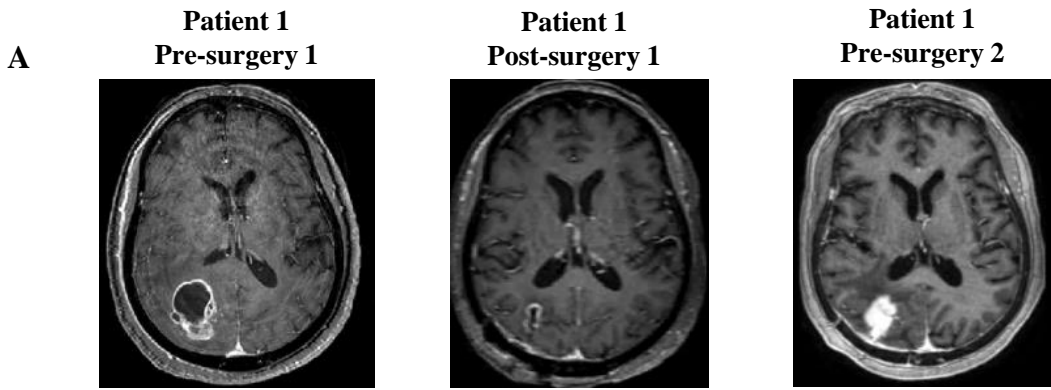 A
Patient 1
Pre-surgery 1
Patient 1
Post-surgery 1
Patient 1
Pre-surgery 2